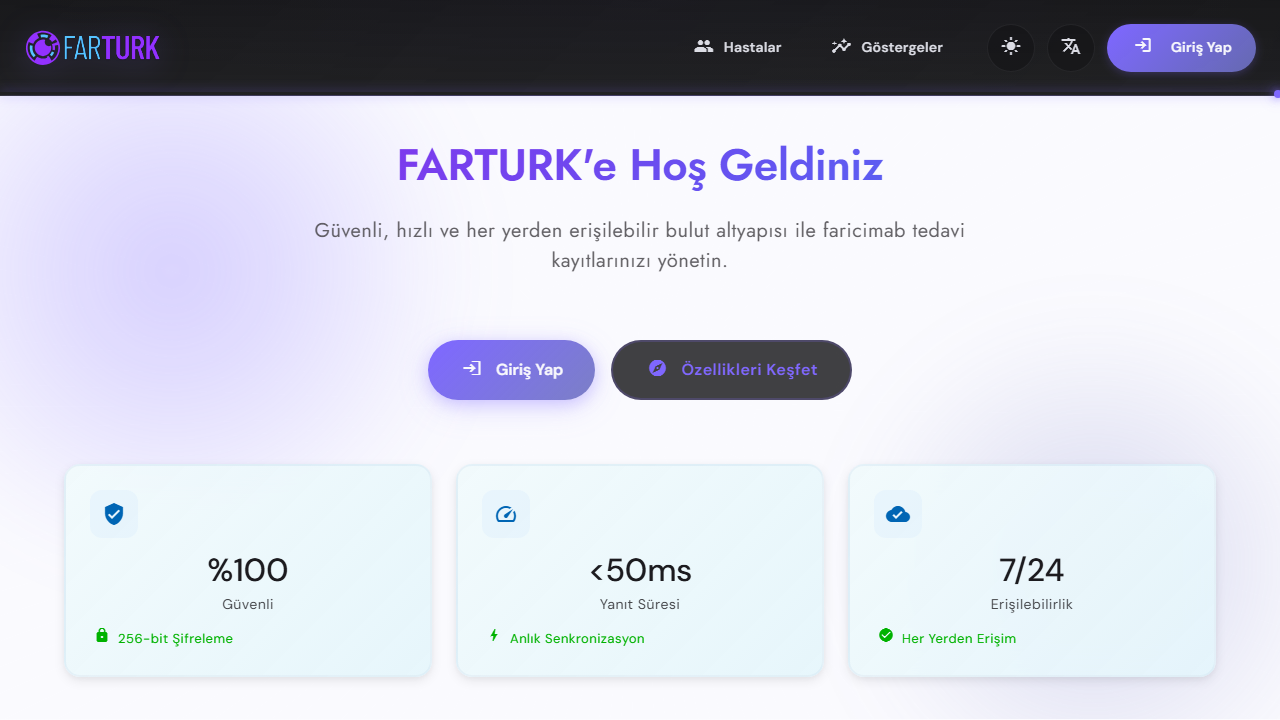 FARTURK
Hastalar
Göstergeler
Giriş Yap
FARTURK'e Hoş Geldiniz
Güvenli, hızlı ve her yerden erişilebilir bulut altyapısı ile faricimab tedavi
kayıtlarınızı yönetin.
Giriş Yap
Özellikleri Keşfet
%100
Güvenli
256-bit Şifreleme
<50ms
Yanıt Süresi
Anlık Senkronizasyon
7/24
Erişilebilirlik
Her Yerden Erişim